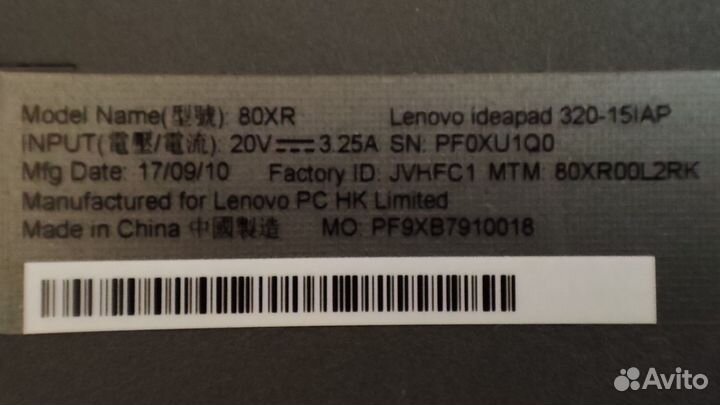 Model Name(型號): 80XR Lenovo ideapad 320-15IAP
INPUT(電壓/電流): 20V⎓3.25A SN: PF0XU1Q0
Mfg Date: 17/09/10 Factory ID: JVHFC1 MTM: 80XR00L2RK
Manufactured for Lenovo PC HK Limited
Made in China 中國製造 MO: PF9XB7910018
Avito